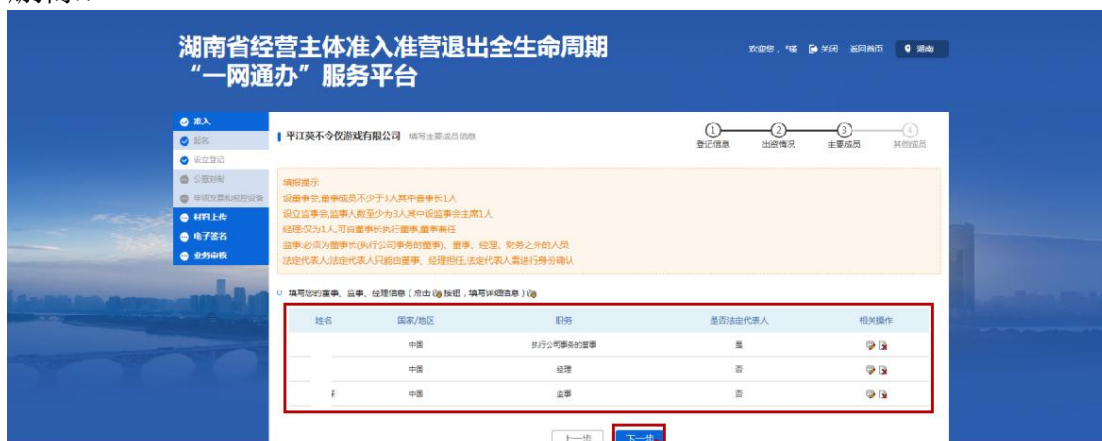 湖南省经营主体准入准营退出全生命周期
“一网通办”服务平台
欢迎您，*瑶 关闭 返回首页 湖南
准入
起名
设立登记
公章刻制
申领发票和税控设备
材料上传
电子签名
业务审核
平江英不令仪游戏有限公司 填写主要成员信息
1 2 3 4
登记信息 出资情况 主要成员 其他成员
填报提示
设董事会,董事成员不少于3人其中董事长1人
设立监事会,监事人数至少为3人其中设监事会主席1人
经理:仅为1人,可由董事长执行董事,董事兼任
监事:必须为董事长(执行公司事务的董事)、董事、经理、财务之外的人员
法定代表人:法定代表人只能由董事、经理担任,法定代表人需进行身份确认
填写您的董事、监事、经理信息（点击 按钮，填写详细信息）
姓名 国家/地区 职务 是否法定代表人 相关操作
中国 执行公司事务的董事 是
中国 经理 否
中国 监事 否
上一步 下一步